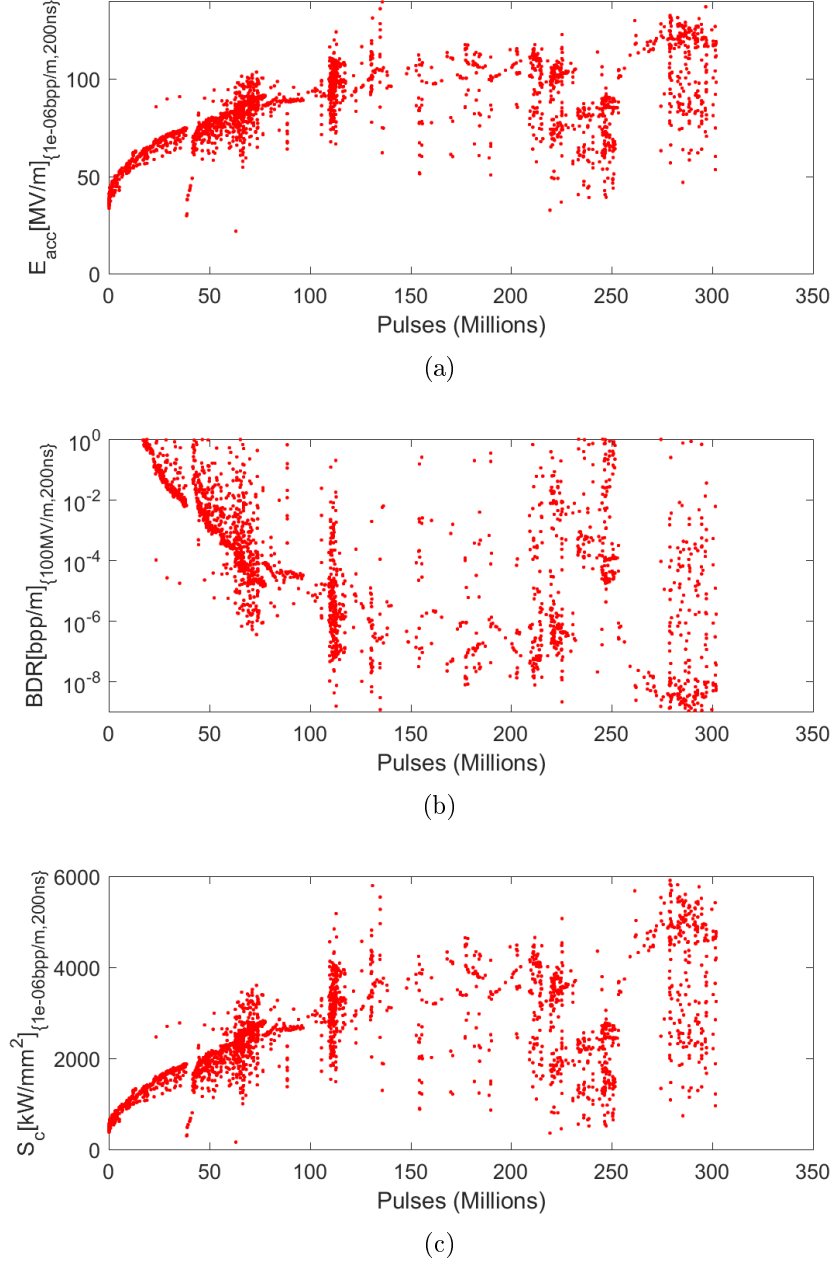 E_acc[MV/m]_{1e-06bpp/m,200ns}
100
50
0
0 50 100 150 200 250 300 350
Pulses (Millions)
(a)
BDR[bpp/m]_{100MV/m,200ns}
10^0
10^-2
10^-4
10^-6
10^-8
0 50 100 150 200 250 300 350
Pulses (Millions)
(b)
S_c[kW/mm^2]_{1e-06bpp/m,200ns}
6000
4000
2000
0
0 50 100 150 200 250 300 350
Pulses (Millions)
(c)